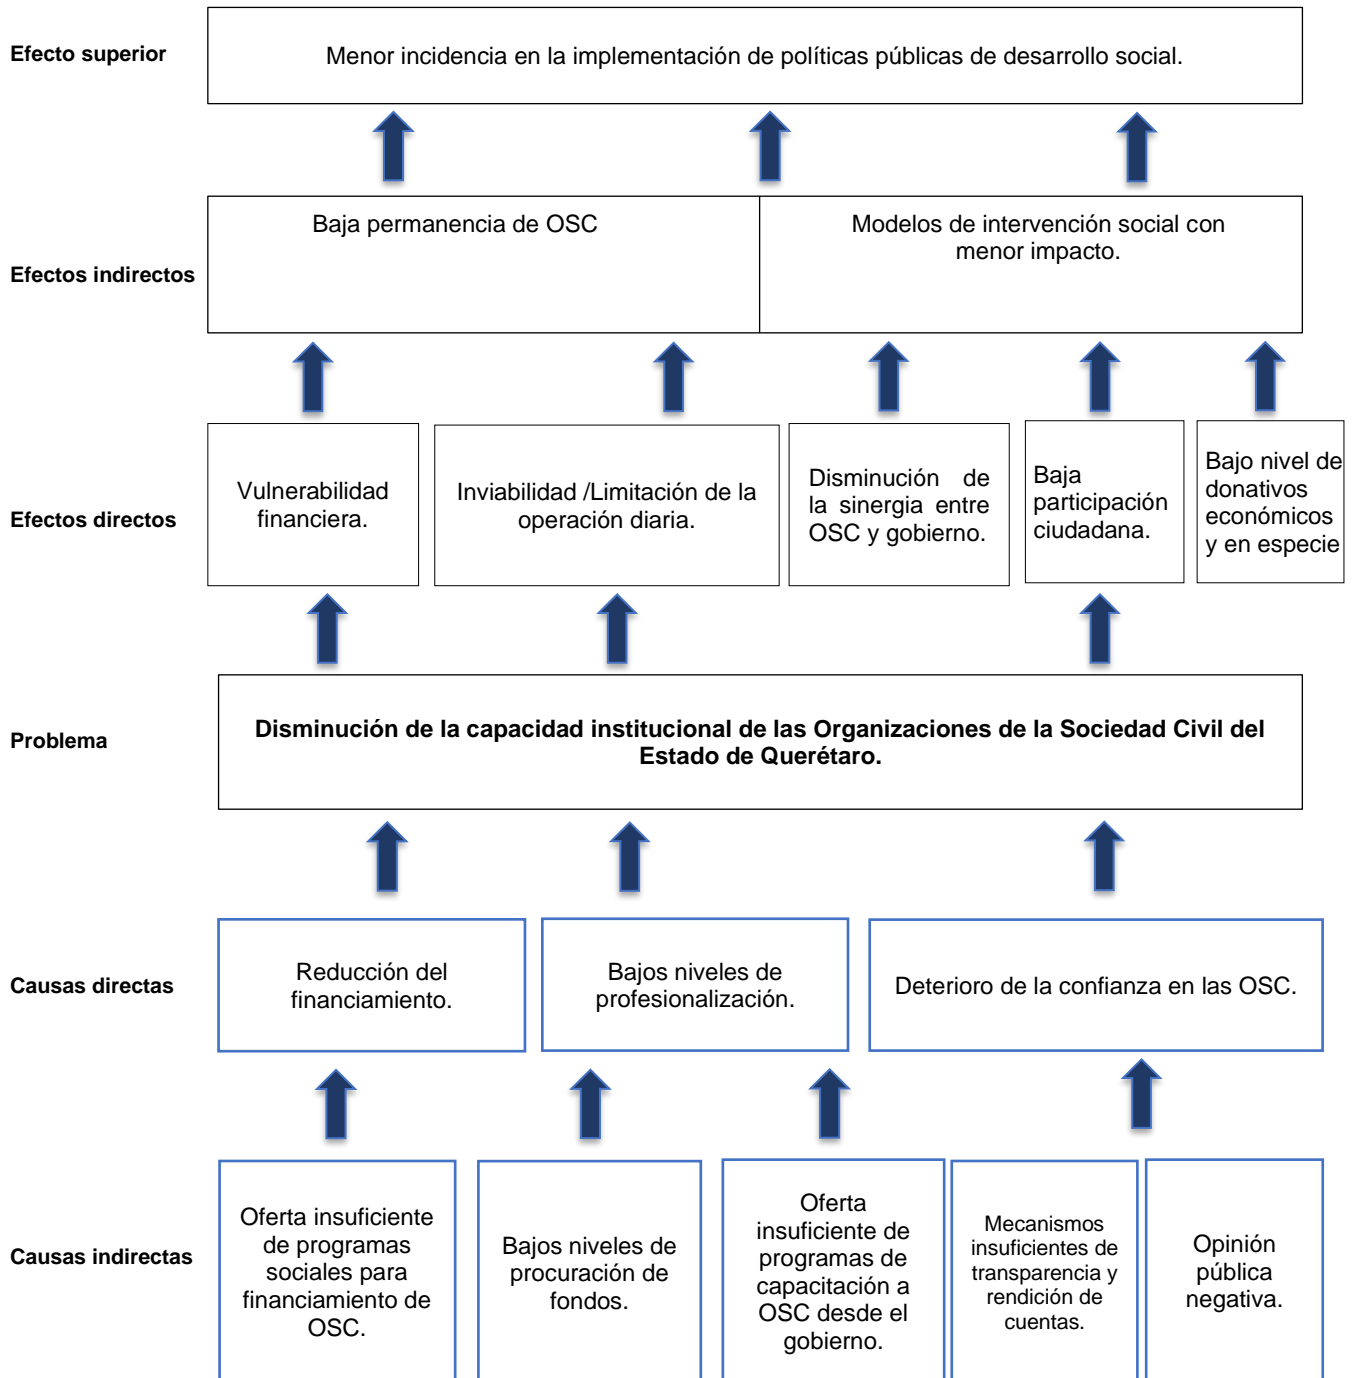 Efecto superior
Menor incidencia en la implementación de políticas públicas de desarrollo social.
Efectos indirectos
Baja permanencia de OSC
Modelos de intervención social con
menor impacto.
Efectos directos
Vulnerabilidad
financiera.
Inviabilidad /Limitación de la
operación diaria.
Disminución de
la sinergia entre
OSC y gobierno.
Baja
participación
ciudadana.
Bajo nivel de
donativos
económicos
y en especie
Problema
Disminución de la capacidad institucional de las Organizaciones de la Sociedad Civil del
Estado de Querétaro.
Causas directas
Reducción del
financiamiento.
Bajos niveles de
profesionalización.
Deterioro de la confianza en las OSC.
Causas indirectas
Oferta insuficiente
de programas
sociales para
financiamiento de
OSC.
Bajos niveles de
procuración de
fondos.
Oferta
insuficiente de
programas de
capacitación a
OSC desde el
gobierno.
Mecanismos
insuficientes de
transparencia y
rendición de
cuentas.
Opinión
pública
negativa.